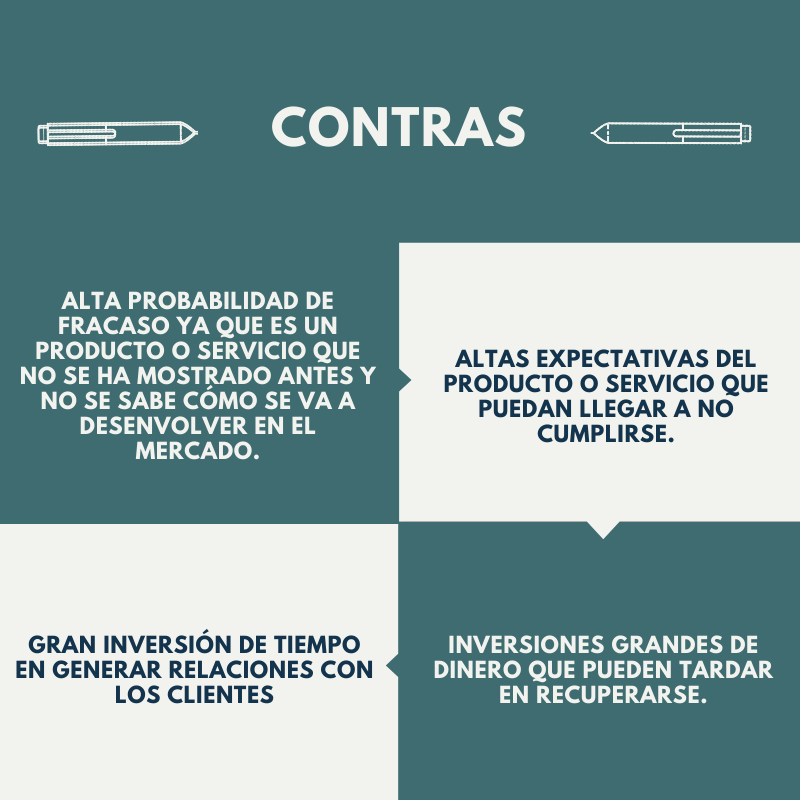 CONTRAS
ALTA PROBABILIDAD DE
FRACASO YA QUE ES UN
PRODUCTO O SERVICIO QUE
NO SE HA MOSTRADO ANTES Y
NO SE SABE CÓMO SE VA A
DESENVOLVER EN EL
MERCADO.
ALTAS EXPECTATIVAS DEL
PRODUCTO O SERVICIO QUE
PUEDAN LLEGAR A NO
CUMPLIRSE.
GRAN INVERSIÓN DE TIEMPO
EN GENERAR RELACIONES CON
LOS CLIENTES
INVERSIONES GRANDES DE
DINERO QUE PUEDEN TARDAR
EN RECUPERARSE.